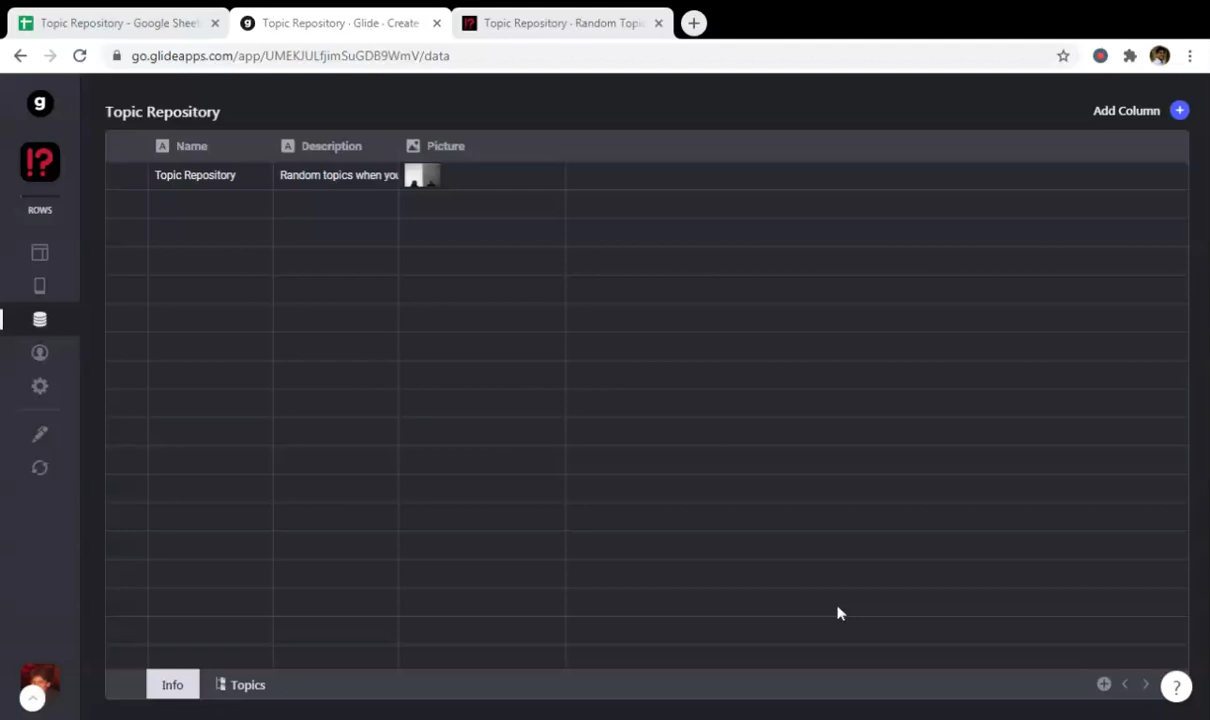 Topic Repository - Google Sheet
Topic Repository · Glide · Create
!? Topic Repository · Random Topic
go.glideapps.com/app/UMEKJULfjimSuGDB9WmV/data
g
Topic Repository
Add Column
!?
A Name
A Description
Picture
ROWS
Topic Repository
Random topics when you
Info
Topics
?